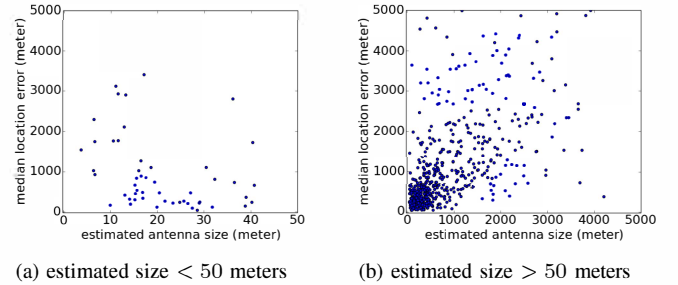 5000
4000
3000
2000
1000
0
0 10 20 30 40 50
median location error (meter)
estimated antenna size (meter)
(a) estimated size < 50 meters
5000
4000
3000
2000
1000
0
0 1000 2000 3000 4000 5000
median location error (meter)
estimated antenna size (meter)
(b) estimated size > 50 meters